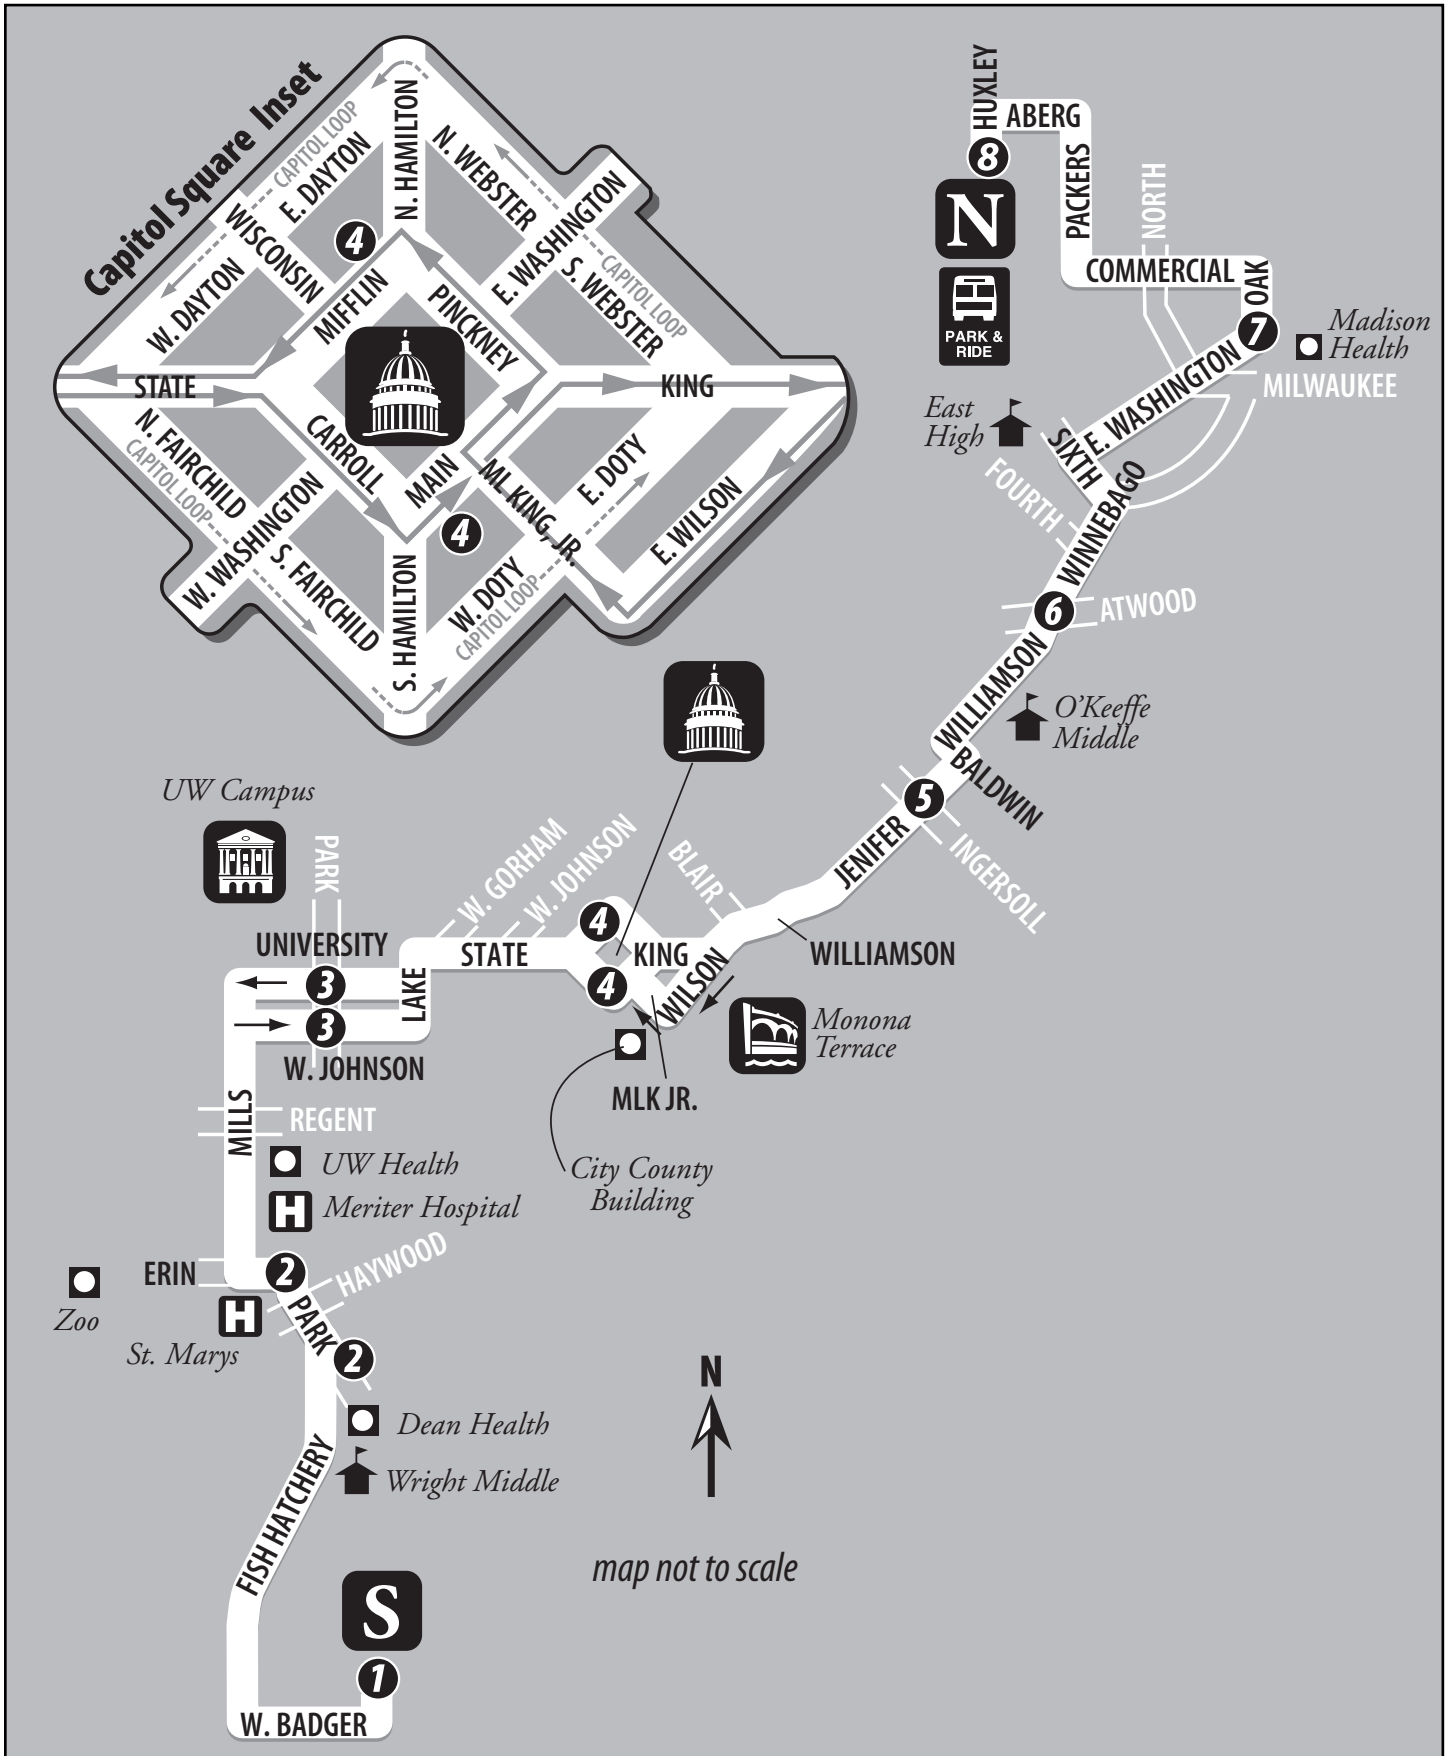 Capitol Square Inset
CAPITOL LOOP
E. DAYTON
N. HAMILTON
N. WEBSTER
E. WASHINGTON
WISCONSIN
4
W. DAYTON
MIFFLIN
PINCKNEY
CAPITOL LOOP
S. WEBSTER
STATE
KING
N. FAIRCHILD
CAPITOL LOOP
CARROLL
MAIN
4
ML KING, JR.
E. DOTY
E. WILSON
W. WASHINGTON
S. FAIRCHILD
S. HAMILTON
W. DOTY
CAPITOL LOOP
HUXLEY
ABERG
8
N
PARK &
RIDE
PACKERS
NORTH
COMMERCIAL
OAK
7
Madison
Health
E. WASHINGTON
MILWAUKEE
East
High
SIXTH
FOURTH
WINNEBAGO
6
ATWOOD
WILLIAMSON
O'Keeffe
Middle
BALDWIN
5
JENIFER
INGERSOLL
UW Campus
PARK
W. GORHAM
W. JOHNSON
BLAIR
UNIVERSITY
STATE
4
KING
WILLIAMSON
3
LAKE
4
WILSON
3
W. JOHNSON
Monona
Terrace
MLK JR.
MILLS
REGENT
UW Health
City County
Building
Meriter Hospital
ERIN
2
HAYWOOD
Zoo
H
H
St. Marys
PARK
2
N
Dean Health
Wright Middle
FISH HATCHERY
map not to scale
S
1
W. BADGER